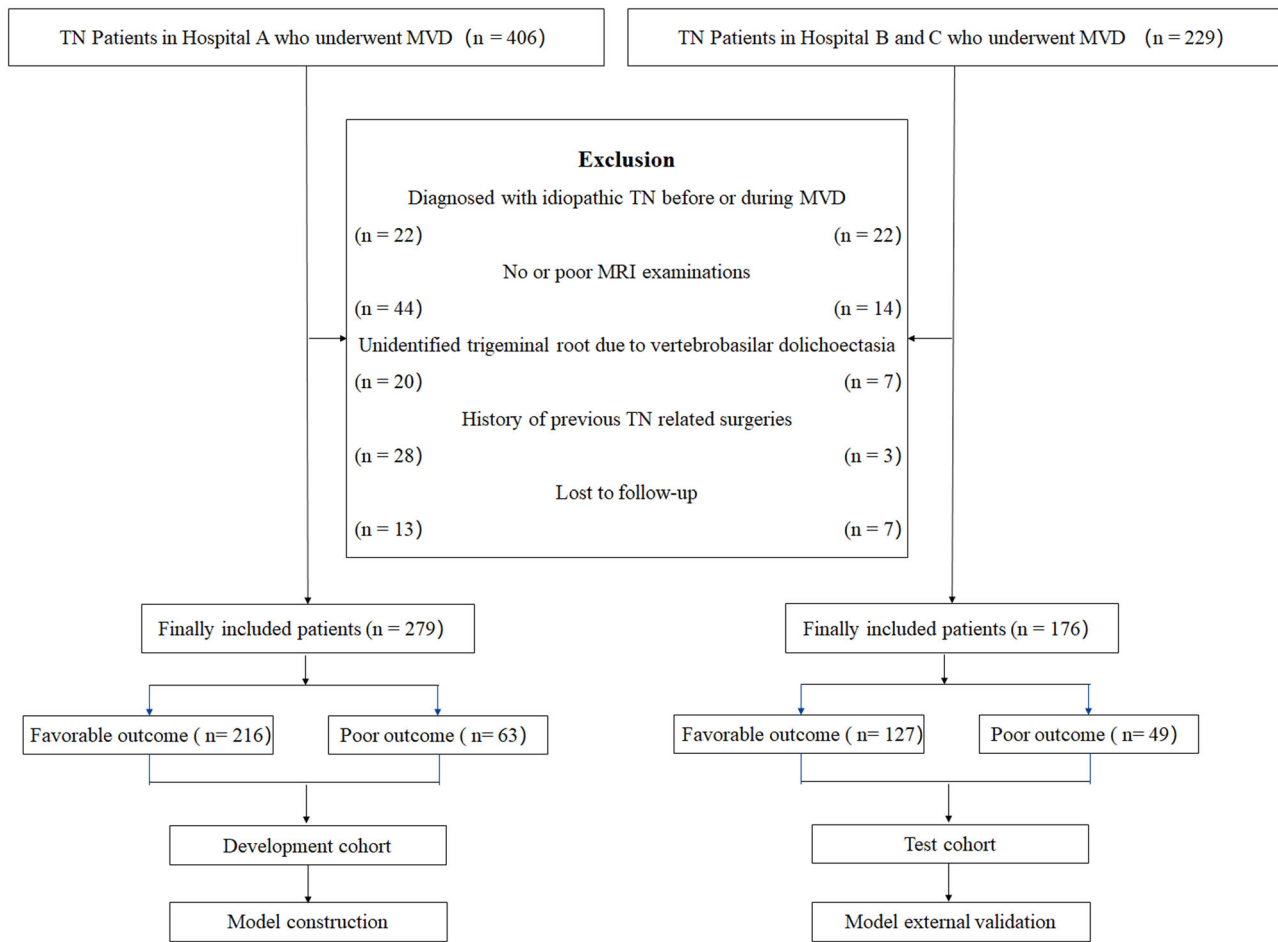 TN Patients in Hospital A who underwent MVD (n = 406)
TN Patients in Hospital B and C who underwent MVD (n = 229)
Exclusion
Diagnosed with idiopathic TN before or during MVD
(n = 22) (n = 22)
No or poor MRI examinations
(n = 44) (n = 14)
Unidentified trigeminal root due to vertebrobasilar dolichoectasia
(n = 20) (n = 7)
History of previous TN related surgeries
(n = 28) (n = 3)
Lost to follow-up
(n = 13) (n = 7)
Finally included patients (n = 279)
Finally included patients (n = 176)
Favorable outcome ( n= 216)
Poor outcome ( n= 63)
Favorable outcome ( n= 127)
Poor outcome ( n= 49)
Development cohort
Test cohort
Model construction
Model external validation